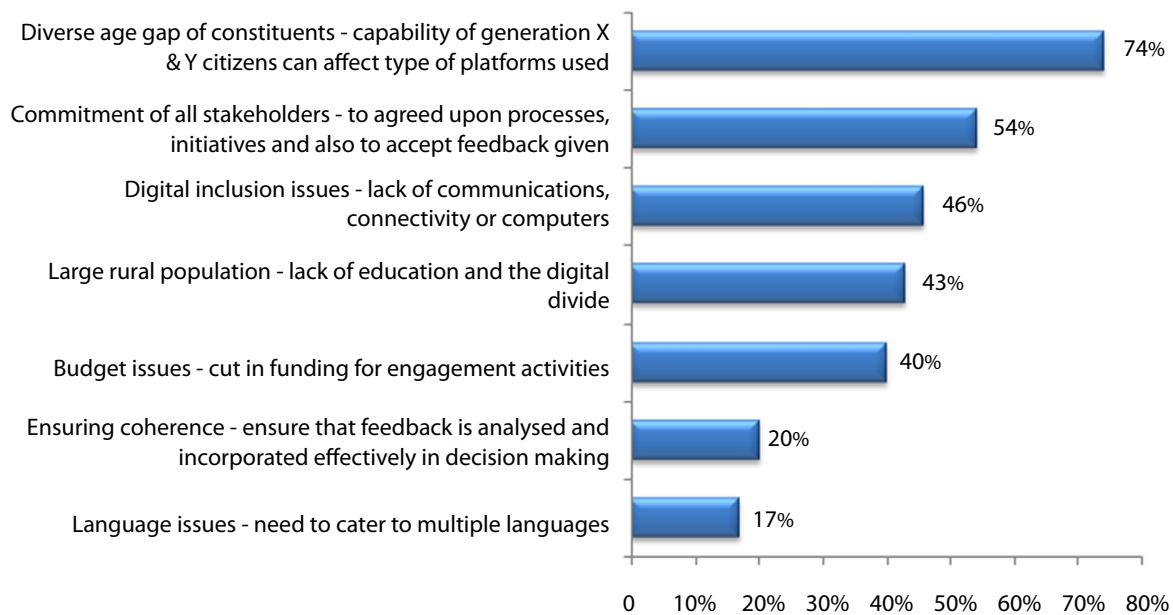 Diverse age gap of constituents - capability of generation X
& Y citizens can affect type of platforms used
74%
Commitment of all stakeholders - to agreed upon processes,
initiatives and also to accept feedback given
54%
Digital inclusion issues - lack of communications,
connectivity or computers
46%
Large rural population - lack of education and the digital
divide
43%
Budget issues - cut in funding for engagement activities
40%
Ensuring coherence - ensure that feedback is analysed and
incorporated effectively in decision making
20%
Language issues - need to cater to multiple languages
17%
0 10% 20% 30% 40% 50% 60% 70% 80%